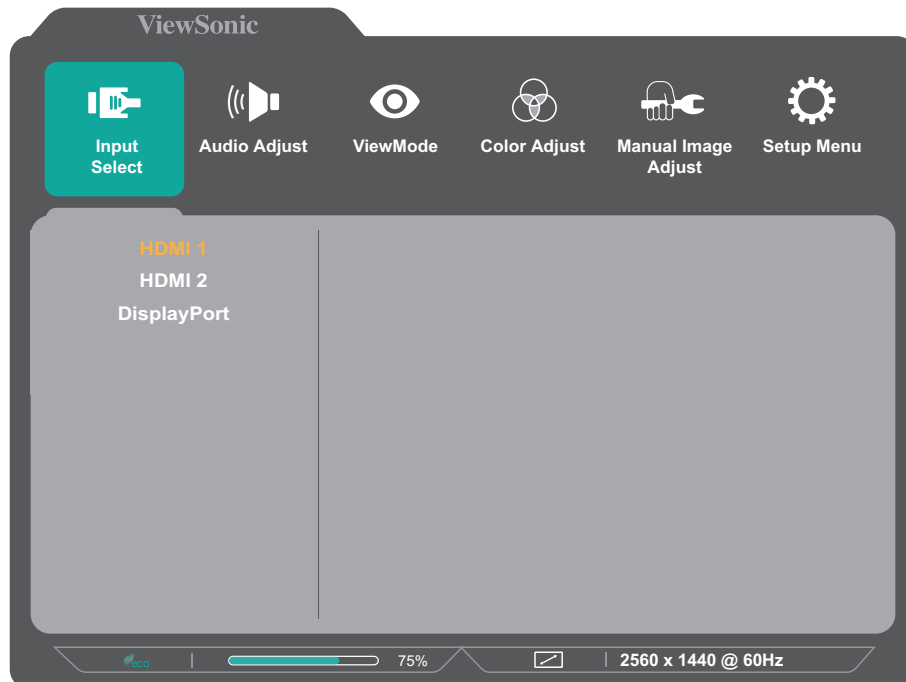 ViewSonic
Input
Select
Audio Adjust
ViewMode
Color Adjust
Manual Image
Adjust
Setup Menu
HDMI 1
HDMI 2
DisplayPort
eco
75%
2560 x 1440 @ 60Hz